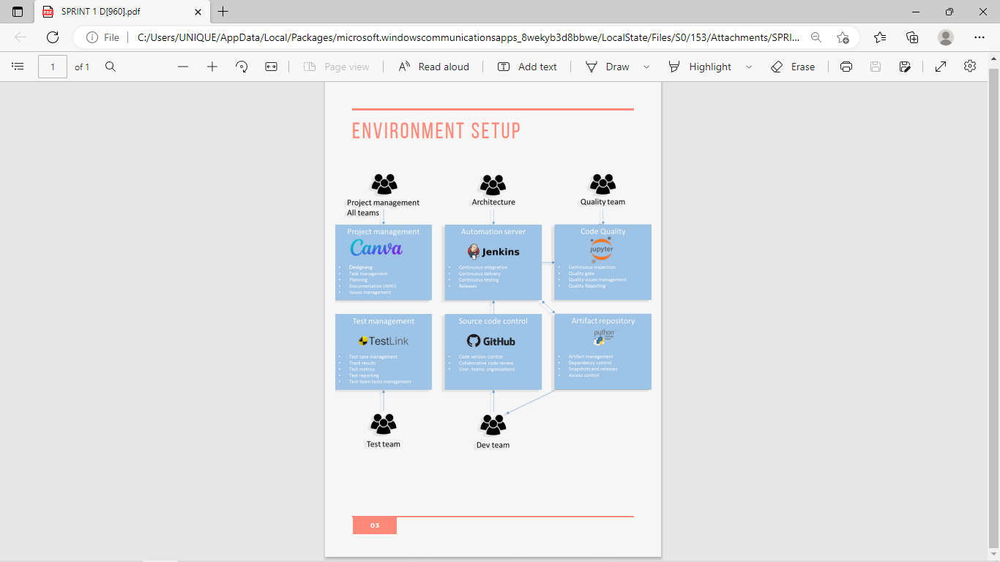 SPRINT 1 D[960].pdf
File
C:/Users/UNIQUE/AppData/Local/Packages/microsoft.windowscommunicationsapps_8wekyb3d8bbwe/LocalState/Files/S0/153/Attachments/SPRI...
1 of 1
Page view
Read aloud
Add text
Draw
Highlight
Erase
ENVIRONMENT SETUP
Project management
All teams
Architecture
Quality team
Project management
Canva
Designing
Task management
Planning
Documentation (WIKI)
Issues management
Automation server
Jenkins
Continuous integration
Continuous delivery
Continuous testing
Releases
Code Quality
jupyter
Continuous inspection
Quality gate
Quality issues management
Quality Reporting
Test management
TestLink
Test case management
Track results
Test metrics
Test reporting
Test-team tasks management
Source code control
GitHub
Code version control
Collaborative code review
User, teams, organizations
Artifact repository
python
Package
Index
Artifact management
Dependency control
Snapshots and releases
Access control
Test team
Dev team
03